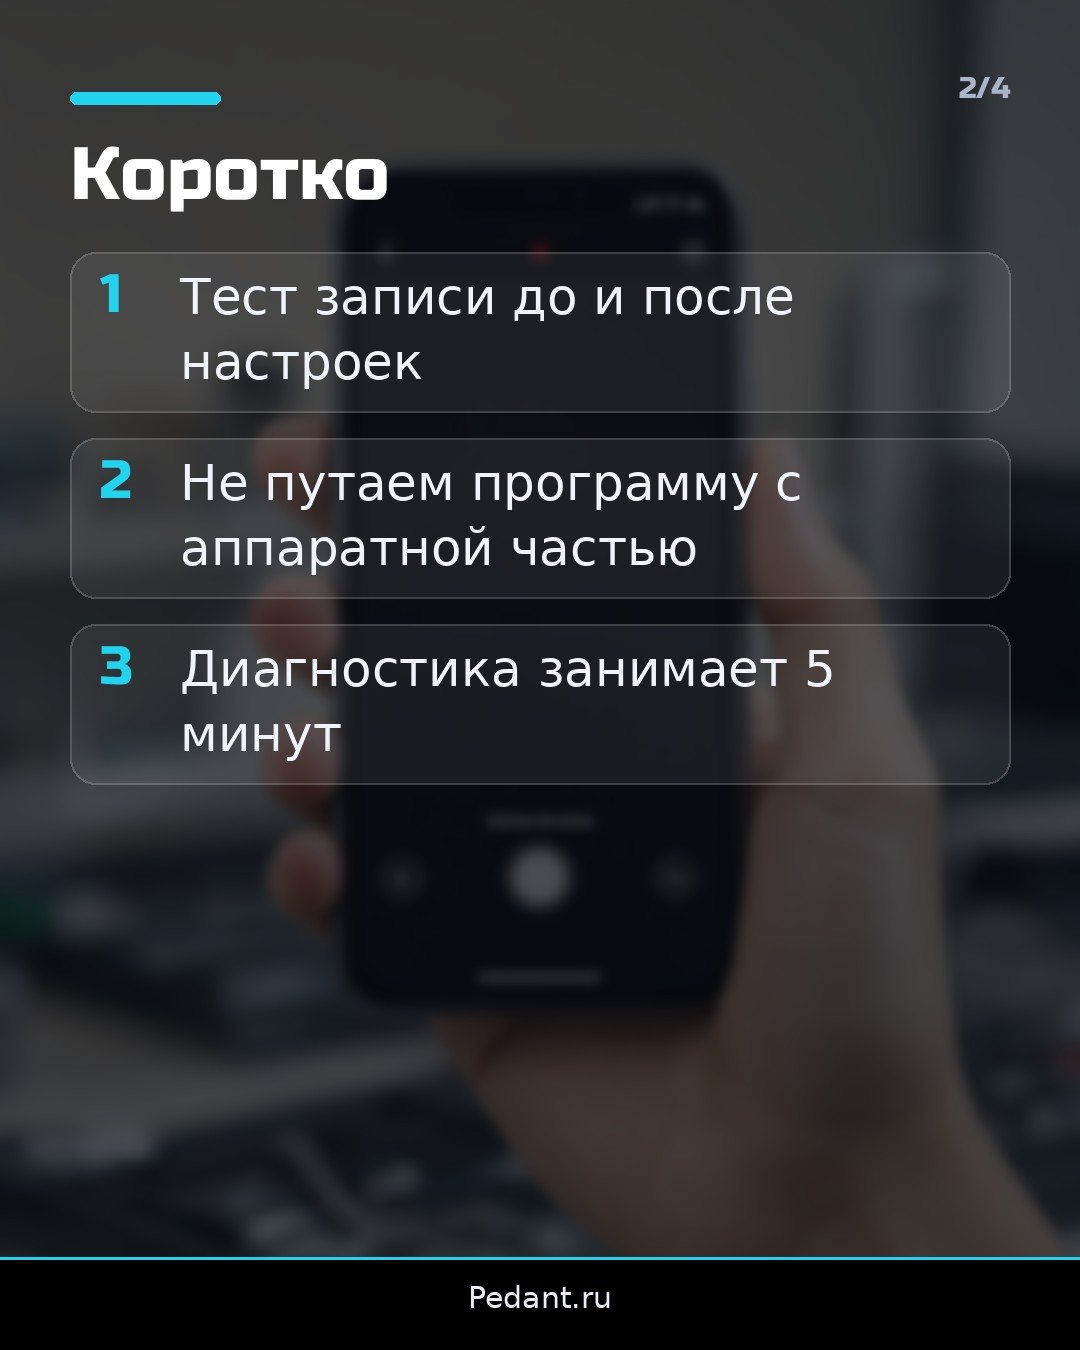 2/4
Коротко
1 Тест записи до и после
настроек
2 Не путаем программу с
аппаратной частью
3 Диагностика занимает 5
минут
Pedant.ru